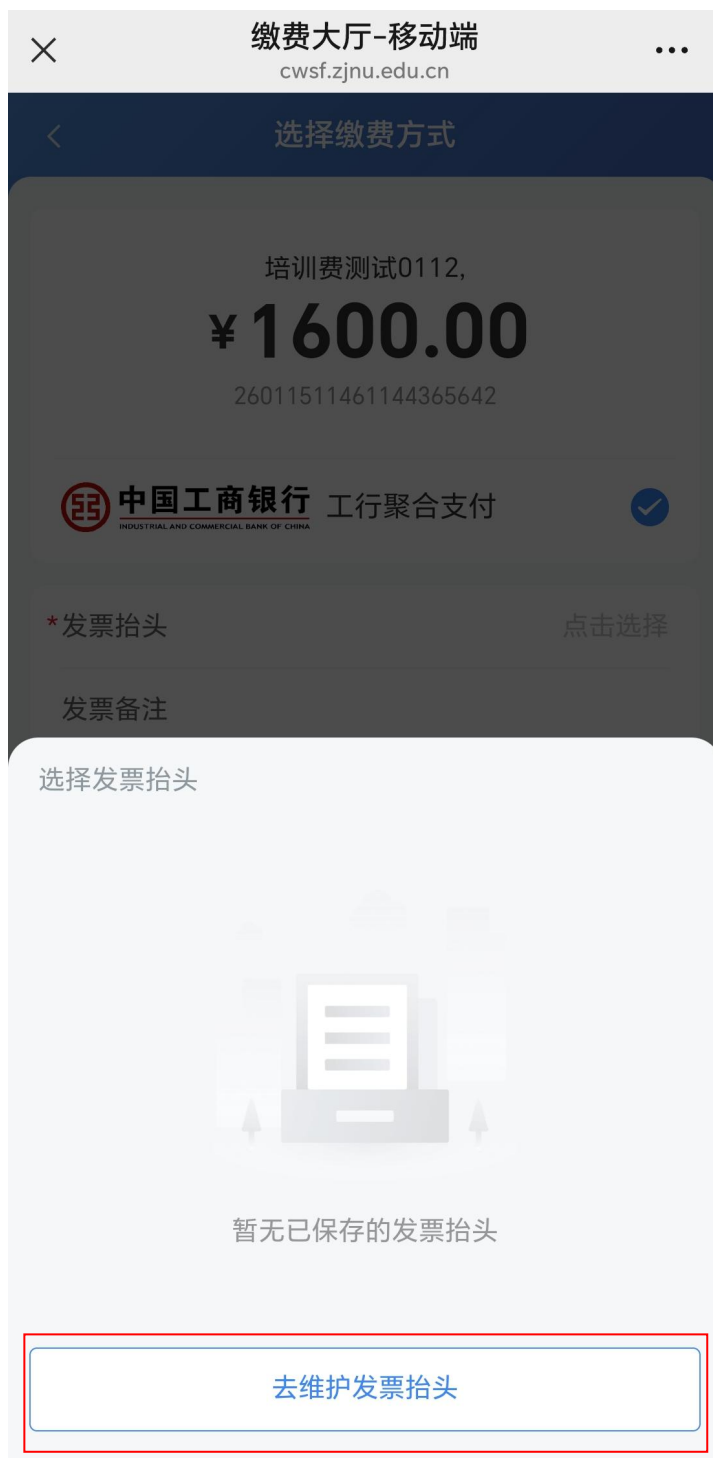 缴费大厅-移动端
cwsf.zjnu.edu.cn
选择缴费方式
培训费测试0112,
¥1600.00
26011511461144365642
中国工商银行 工行聚合支付
INDUSTRIAL AND COMMERCIAL BANK OF CHINA
*发票抬头 点击选择
发票备注
选择发票抬头
暂无已保存的发票抬头
去维护发票抬头